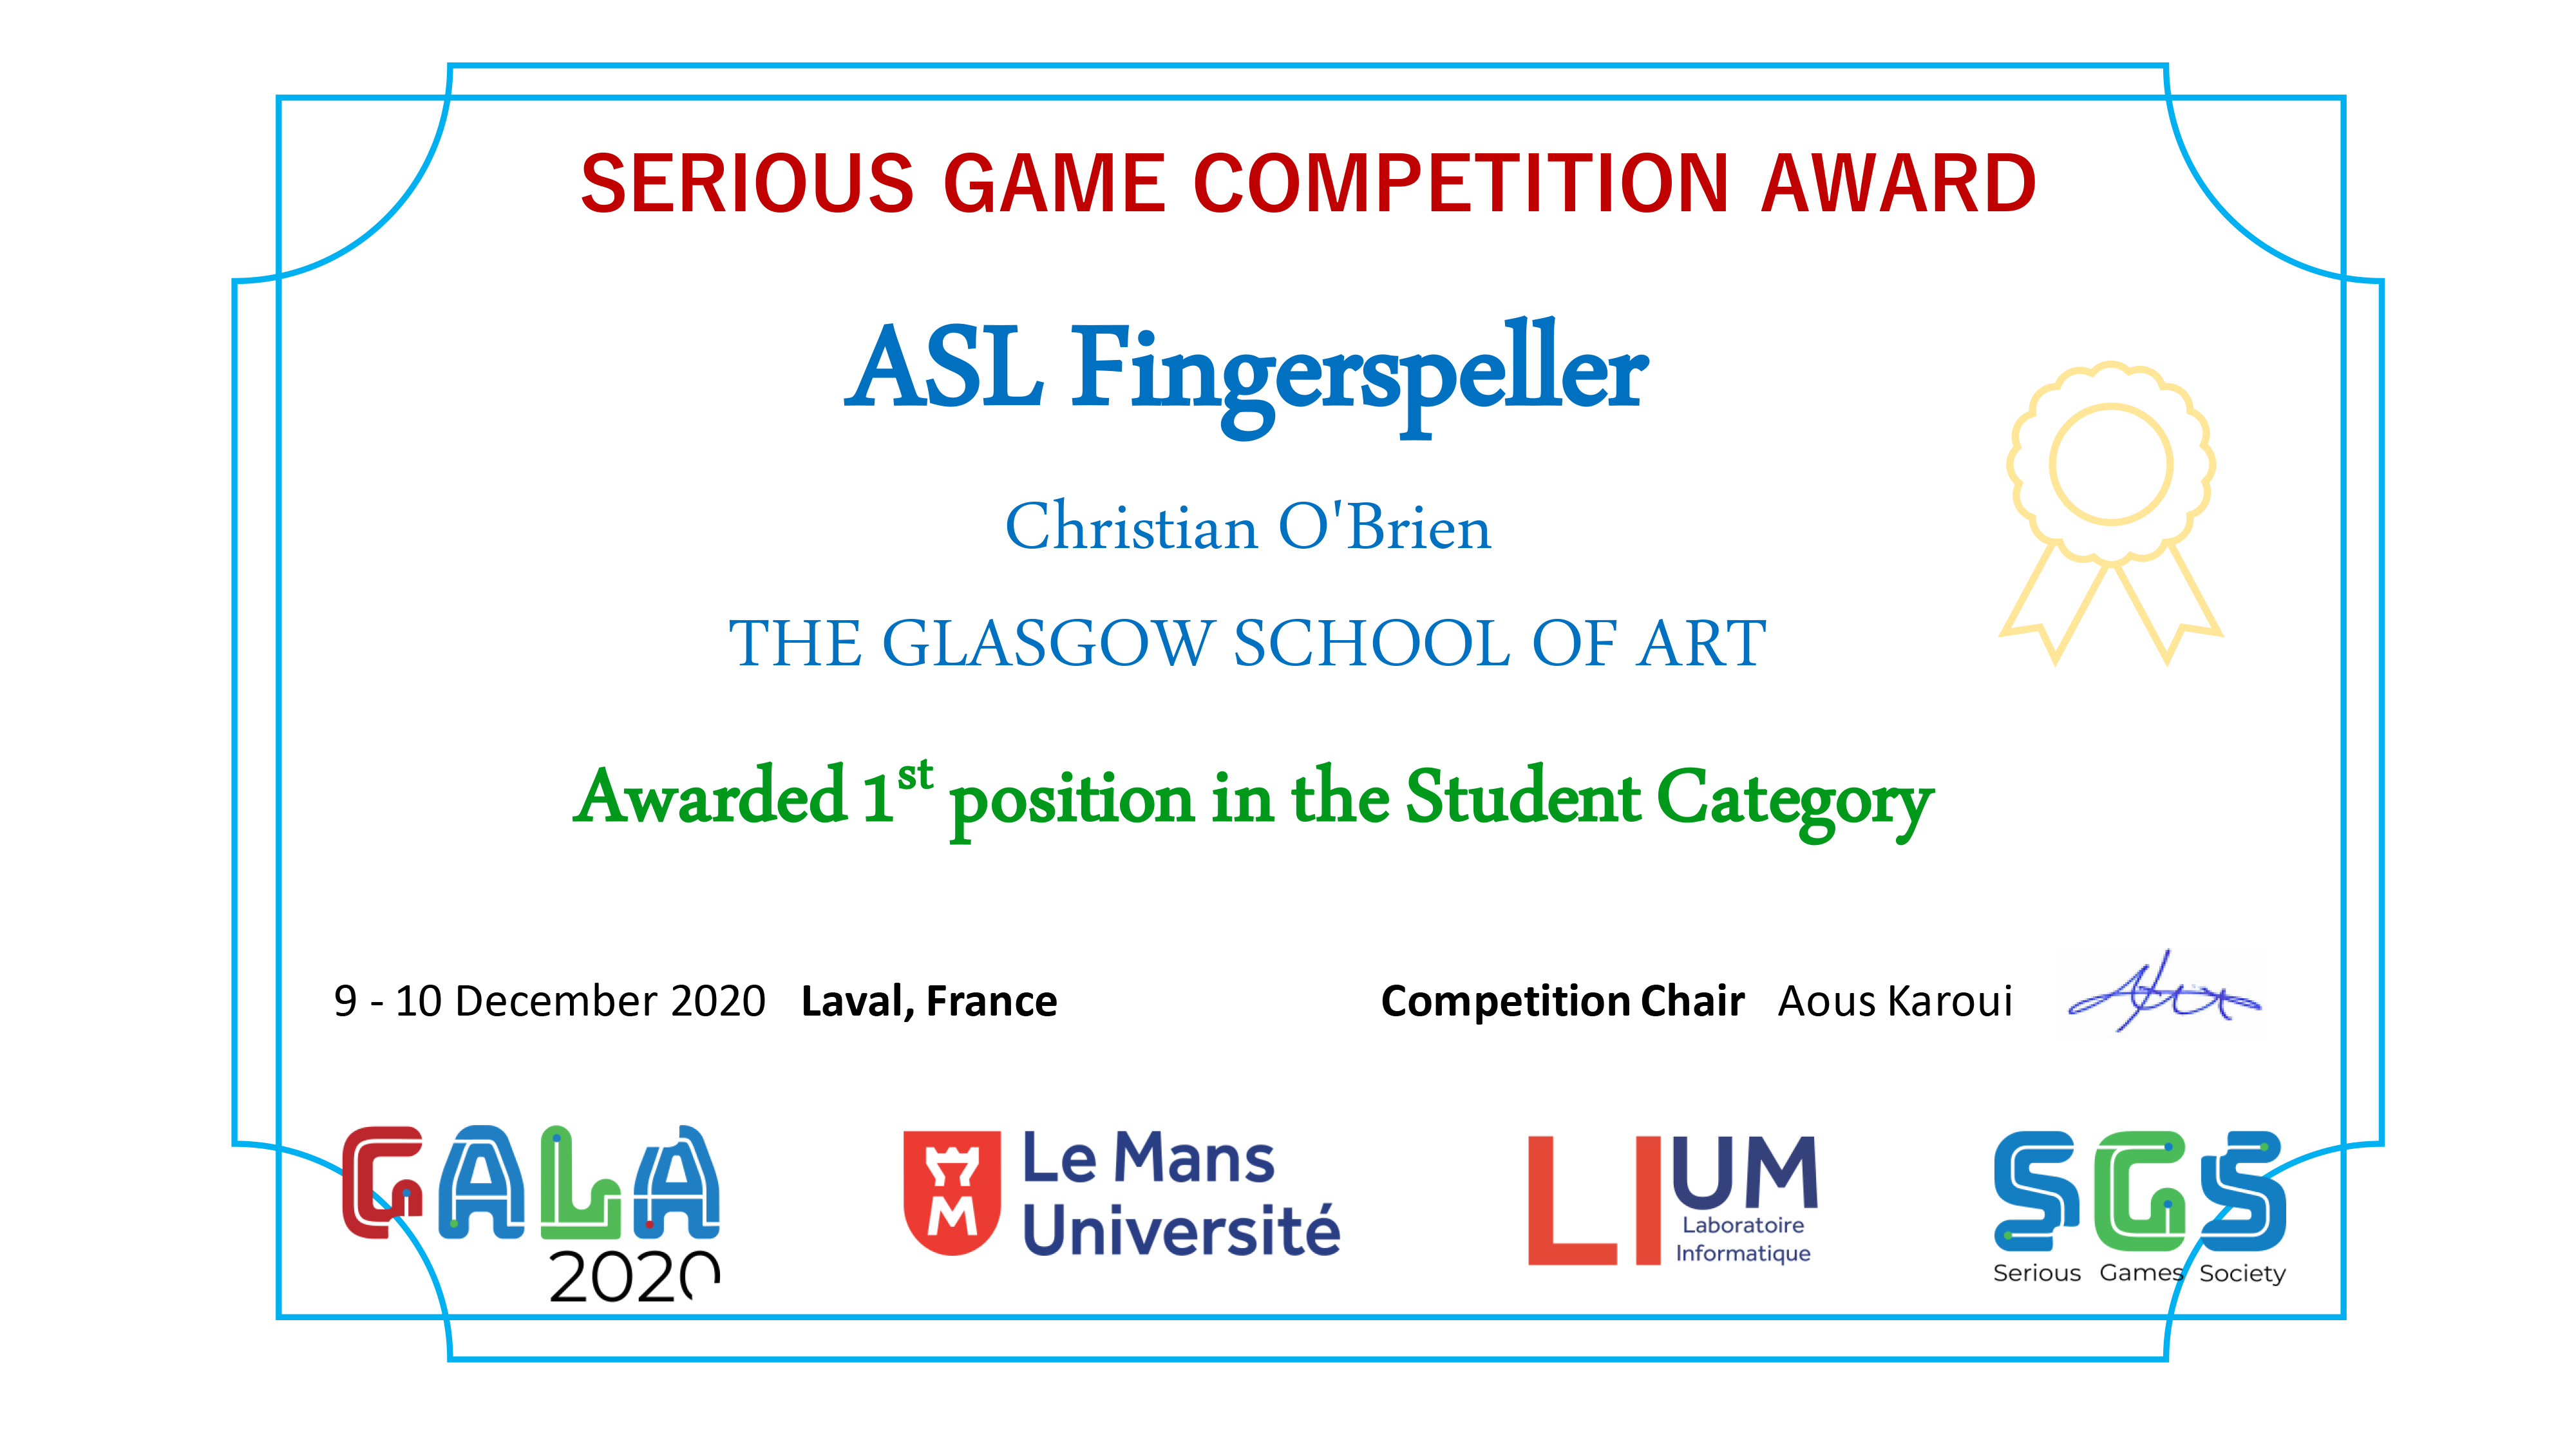 SERIOUS GAME COMPETITION AWARD
ASL Fingerspeller
Christian O'Brien
THE GLASGOW SCHOOL OF ART
Awarded 1st position in the Student Category
9 - 10 December 2020 Laval, France
Competition Chair Aous Karoui
GALA
2020
Le Mans
Université
LIUM
Laboratoire
Informatique
SGS
Serious Games Society